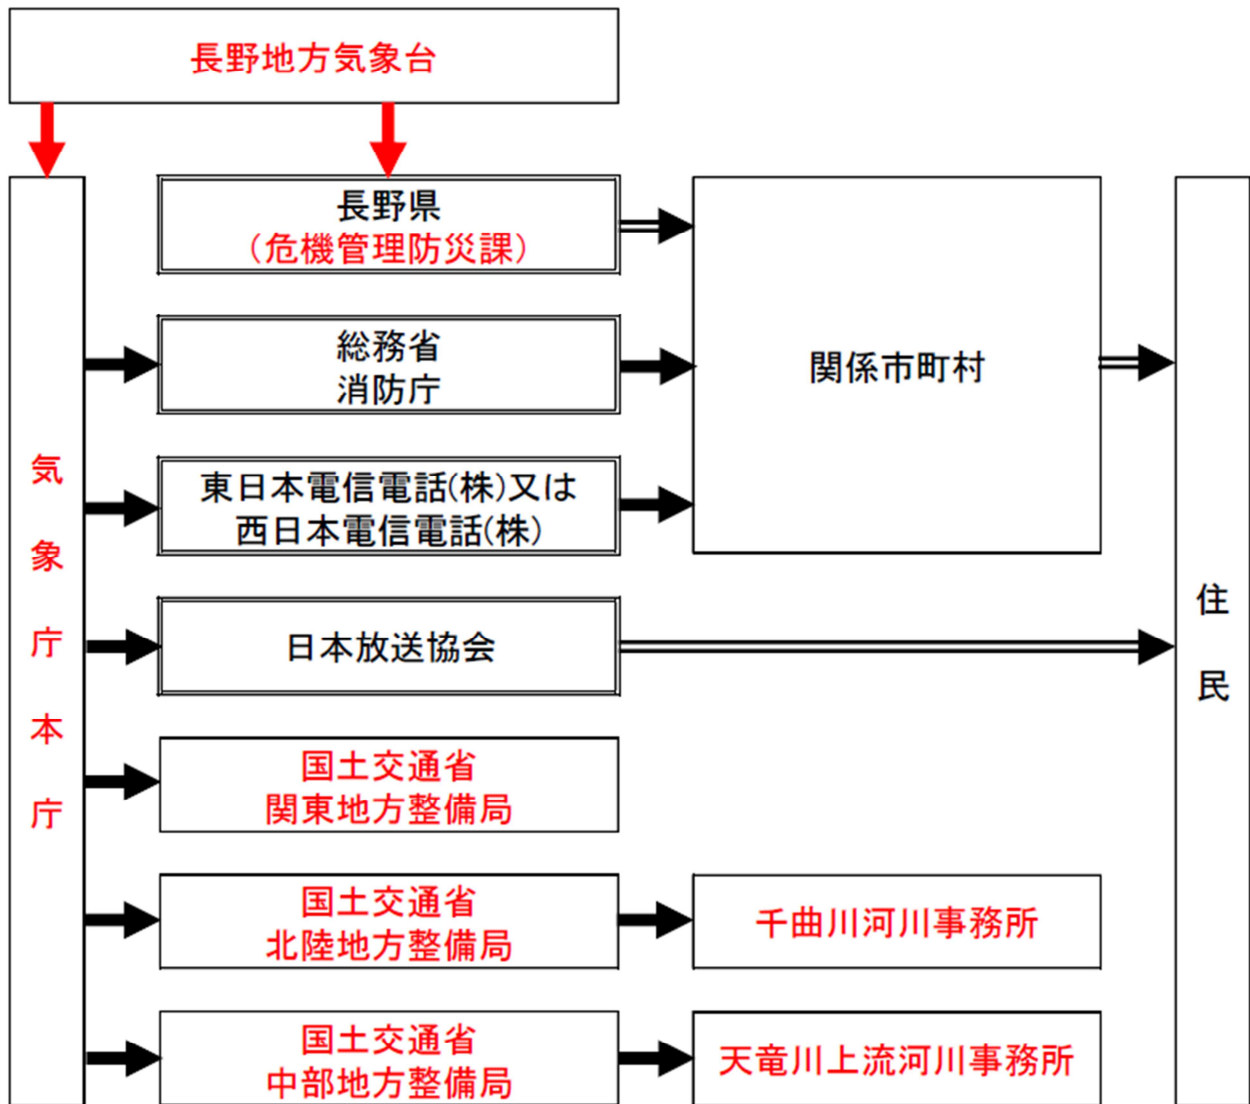 長野地方気象台
長野県
（危機管理防災課）
総務省
消防庁
関係市町村
気象庁本庁
東日本電信電話(株)又は
西日本電信電話(株)
日本放送協会
住民
国土交通省
関東地方整備局
国土交通省
北陸地方整備局
千曲川河川事務所
国土交通省
中部地方整備局
天竜川上流河川事務所